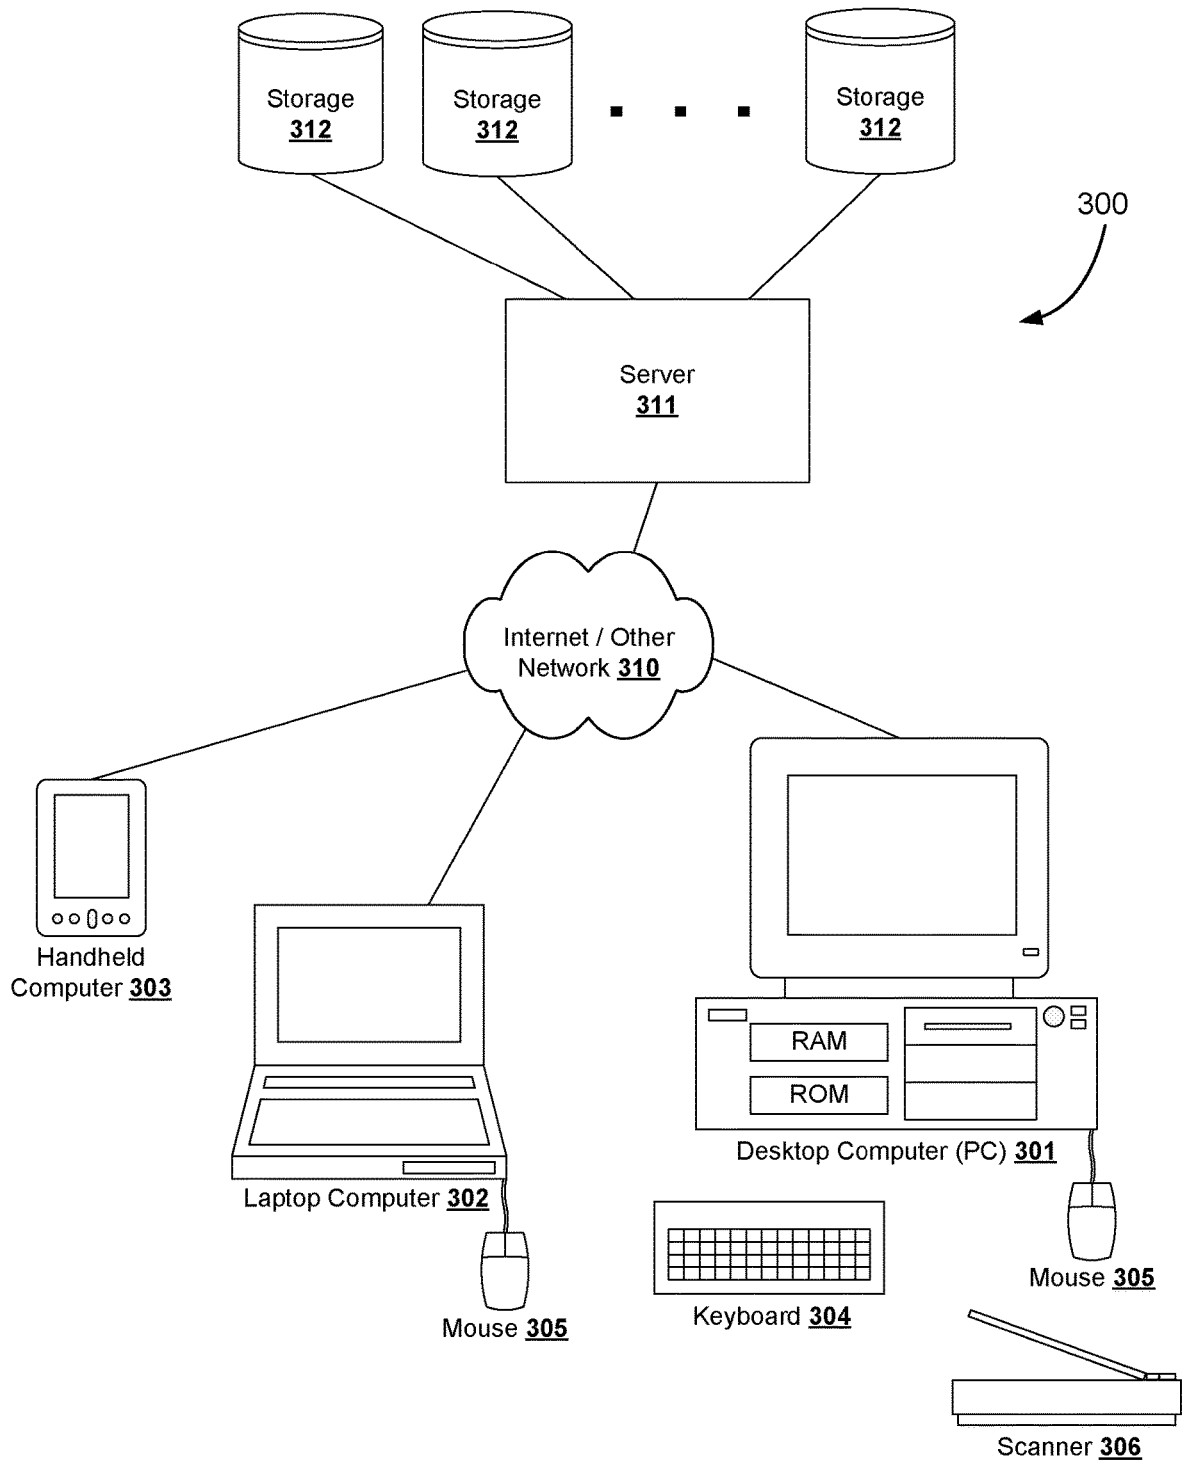 Storage
312
Storage
312
Storage
312
300
Server
311
Internet / Other
Network 310
Handheld
Computer 303
RAM
ROM
Desktop Computer (PC) 301
Laptop Computer 302
Mouse 305
Keyboard 304
Mouse 305
Scanner 306